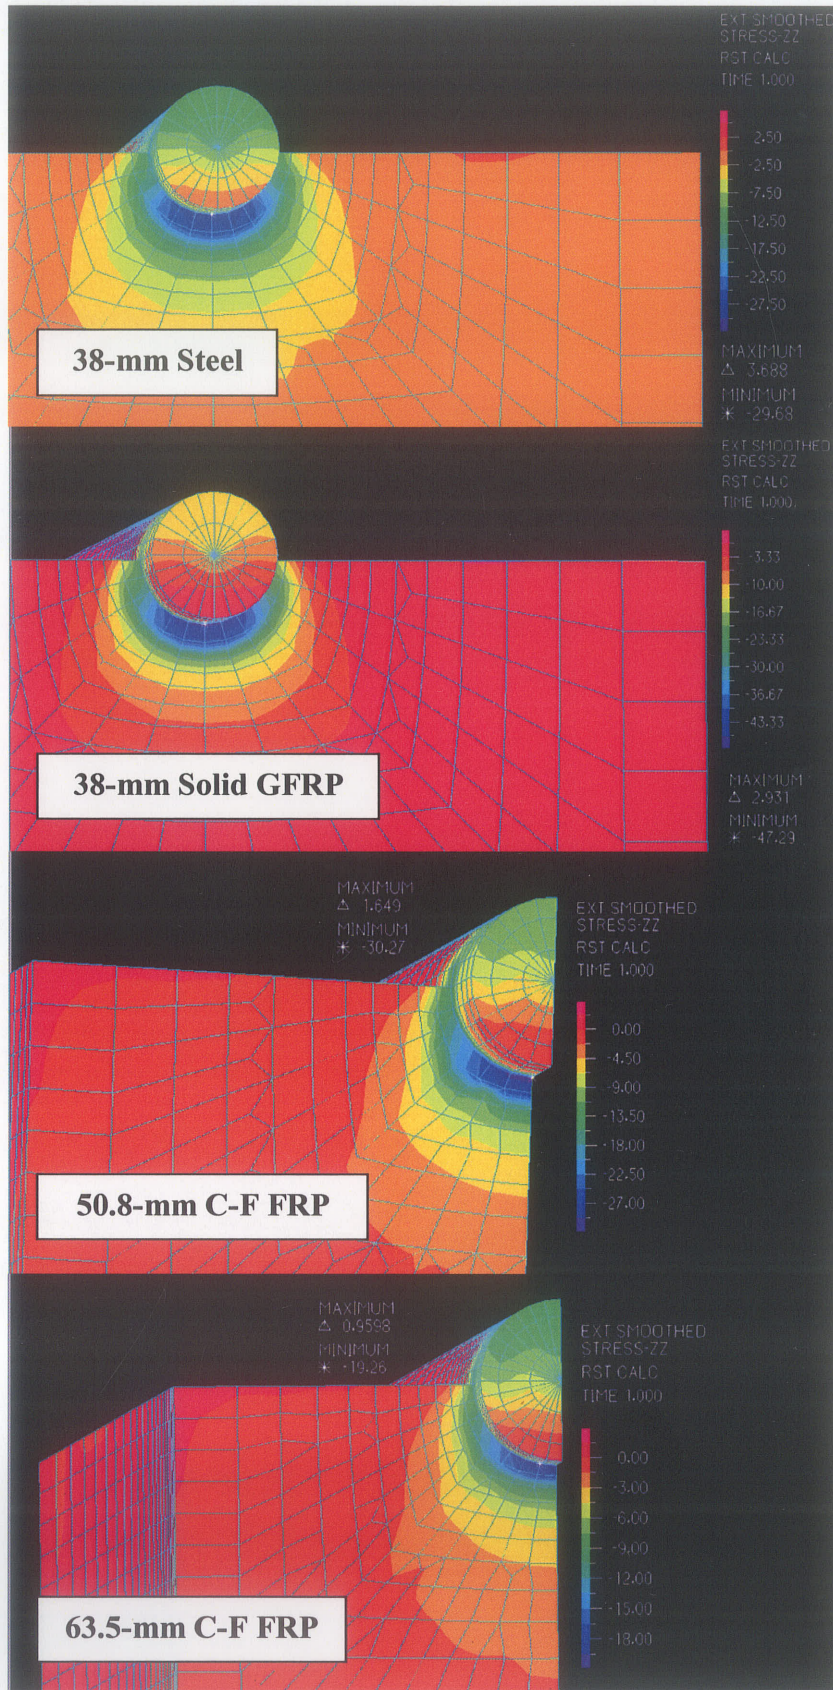 EXT SMOOTHED
STRESS-ZZ
RST CALC
TIME 1.000
2.50
-2.50
-7.50
-12.50
-17.50
-22.50
-27.50
MAXIMUM
△ 3.688
MINIMUM
✳ -29.68
38-mm Steel
EXT SMOOTHED
STRESS-ZZ
RST CALC
TIME 1.000
-3.33
-10.00
-16.67
-23.33
-30.00
-36.67
-43.33
MAXIMUM
△ 2.931
MINIMUM
✳ -47.29
38-mm Solid GFRP
MAXIMUM
△ 1.649
MINIMUM
✳ -30.27
EXT SMOOTHED
STRESS-ZZ
RST CALC
TIME 1.000
0.00
-4.50
-9.00
-13.50
-18.00
-22.50
-27.00
50.8-mm C-F FRP
MAXIMUM
△ 0.9598
MINIMUM
✳ -19.26
EXT SMOOTHED
STRESS-ZZ
RST CALC
TIME 1.000
0.00
-3.00
-6.00
-9.00
-12.00
-15.00
-18.00
63.5-mm C-F FRP